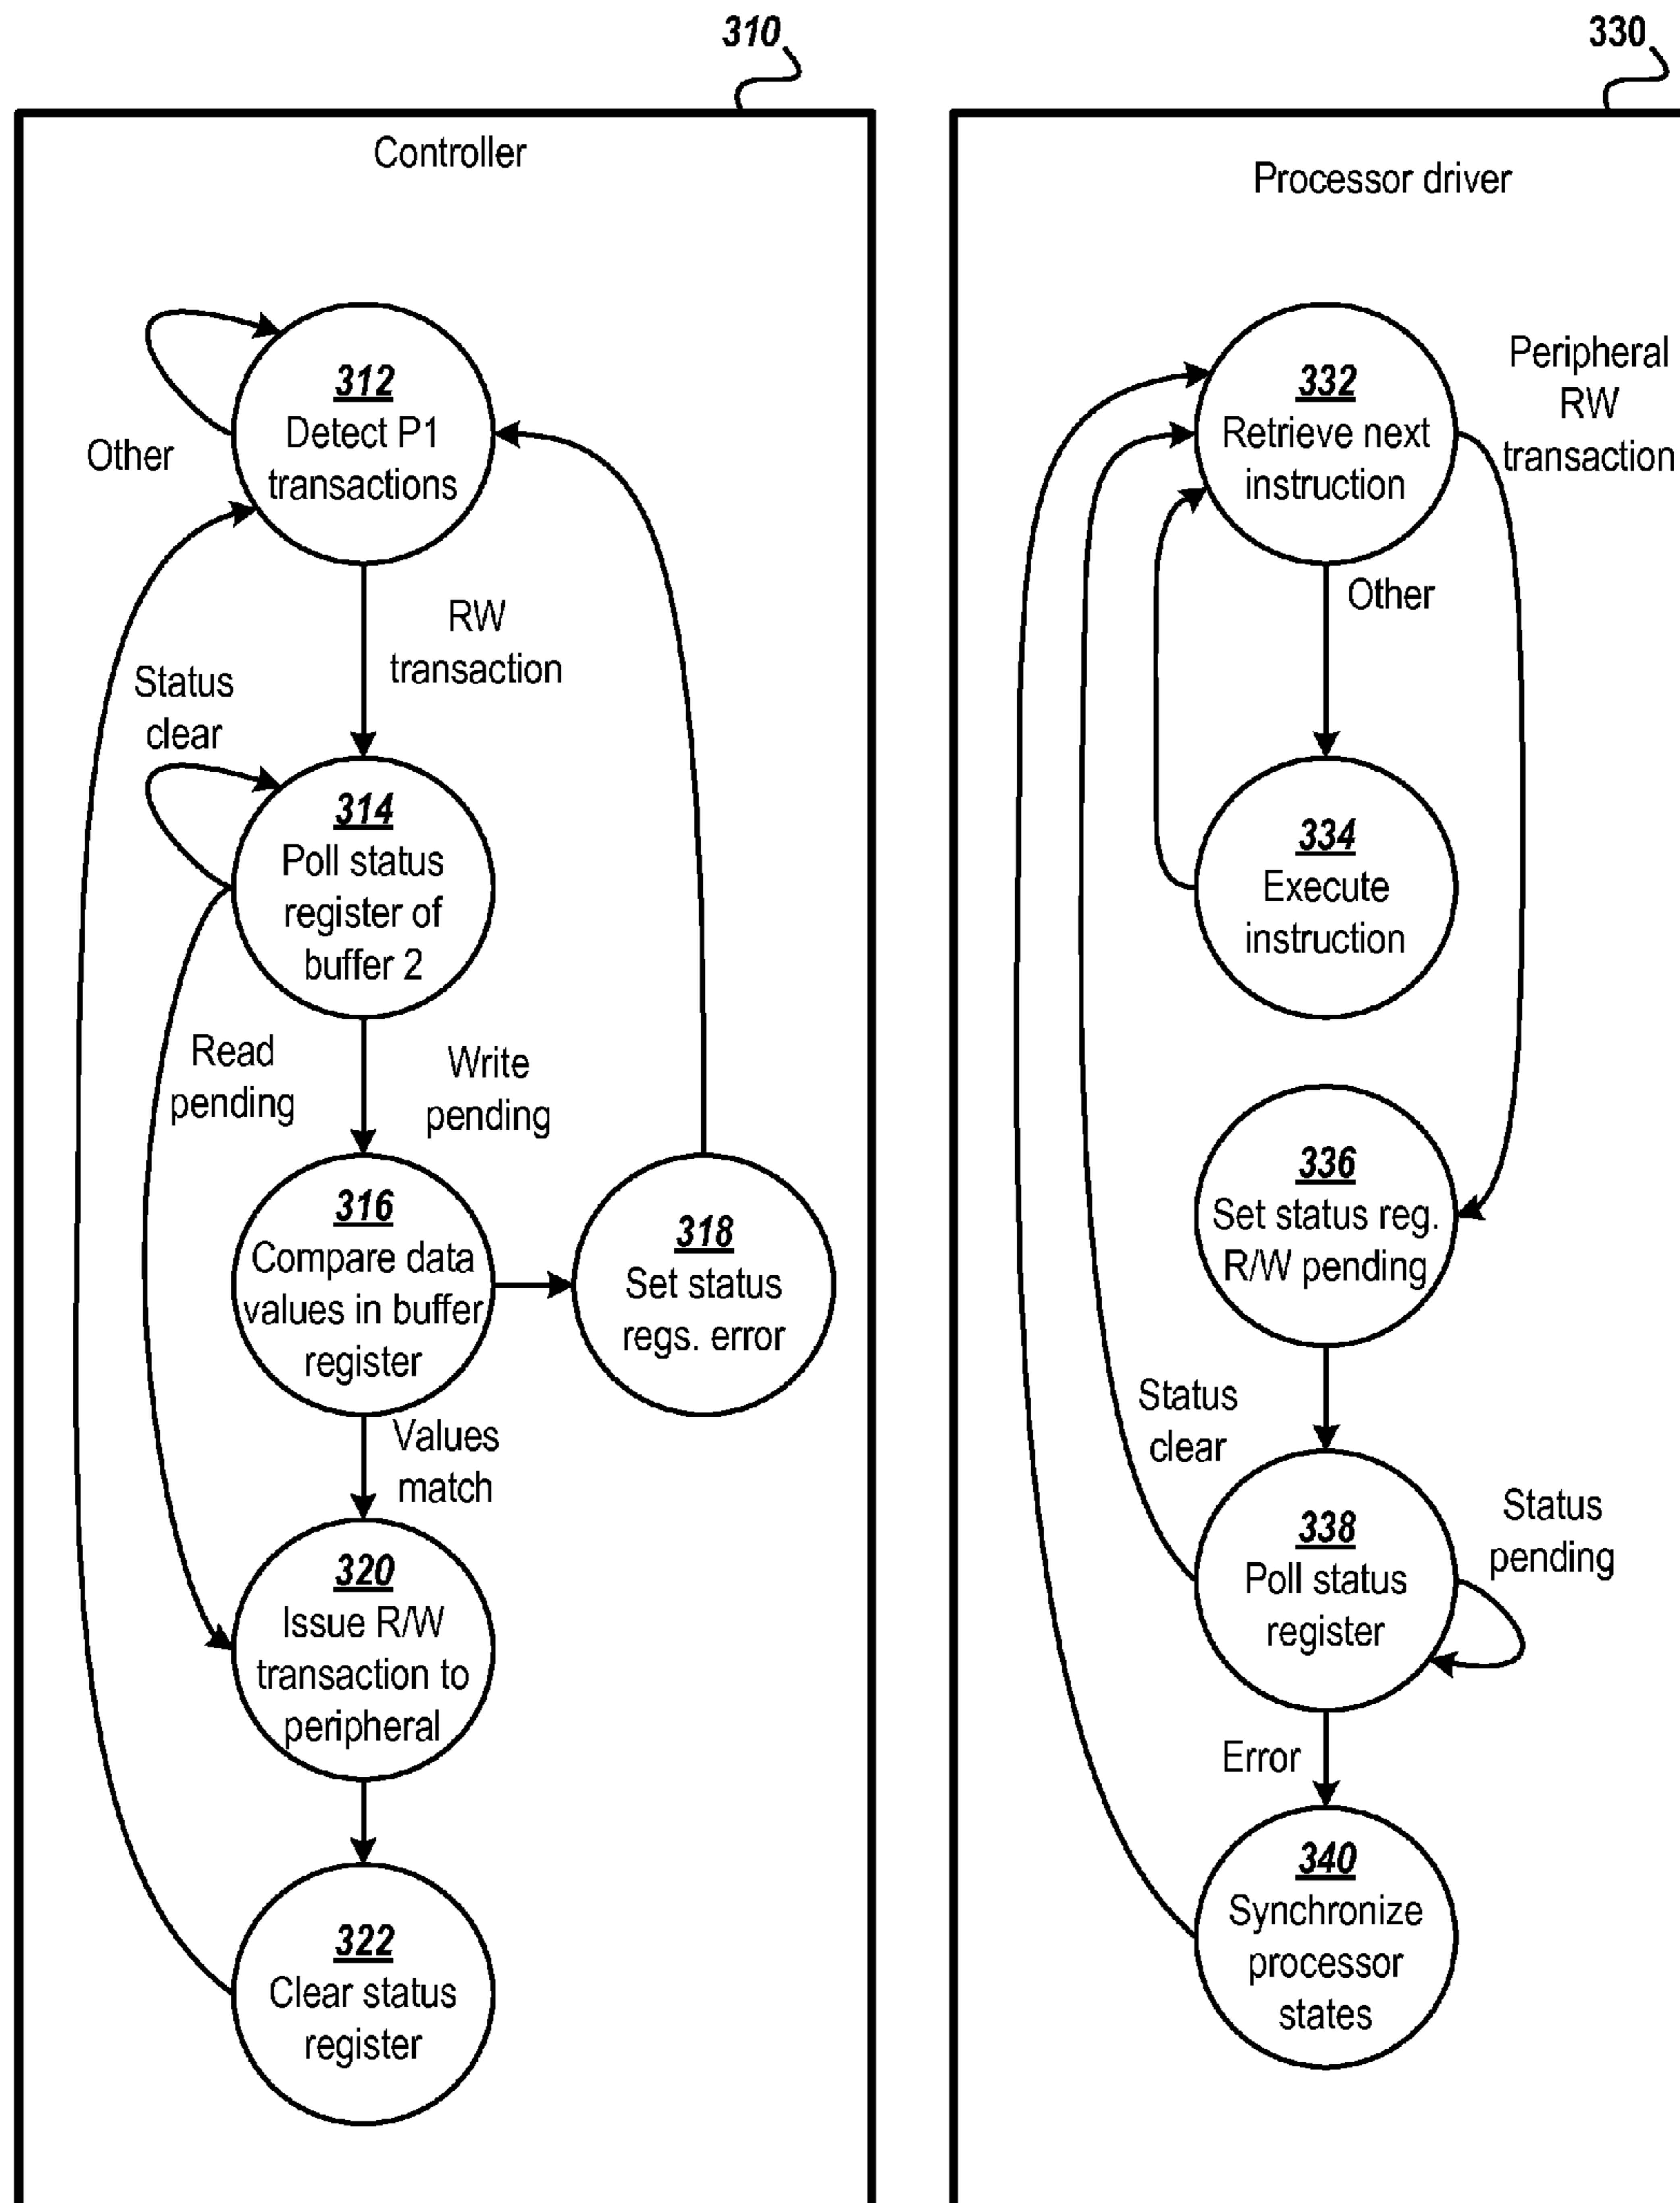 310
Controller
312
Detect P1
transactions
Other
RW
transaction
Status
clear
314
Poll status
register of
buffer 2
Read
pending
Write
pending
316
Compare data
values in buffer
register
318
Set status
regs. error
Values
match
320
Issue R/W
transaction to
peripheral
322
Clear status
register
330
Processor driver
332
Retrieve next
instruction
Peripheral
RW
transaction
Other
334
Execute
instruction
336
Set status reg.
R/W pending
Status
clear
338
Poll status
register
Status
pending
Error
340
Synchronize
processor
states